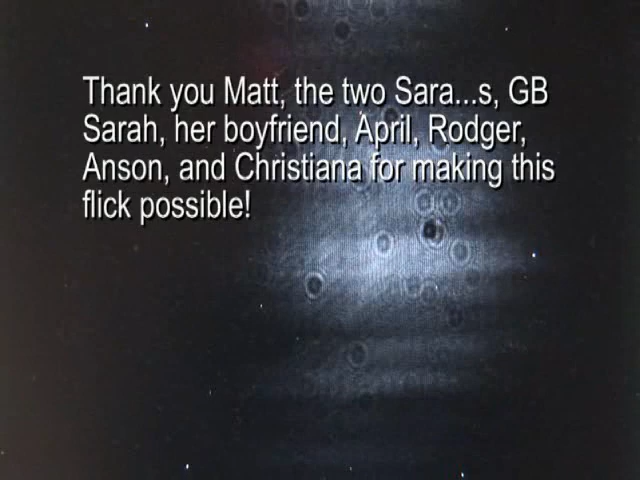 Thank you Matt, the two Sara...s, GB
Sarah, her boyfriend, April, Rodger,
Anson, and Christiana for making this
flick possible!